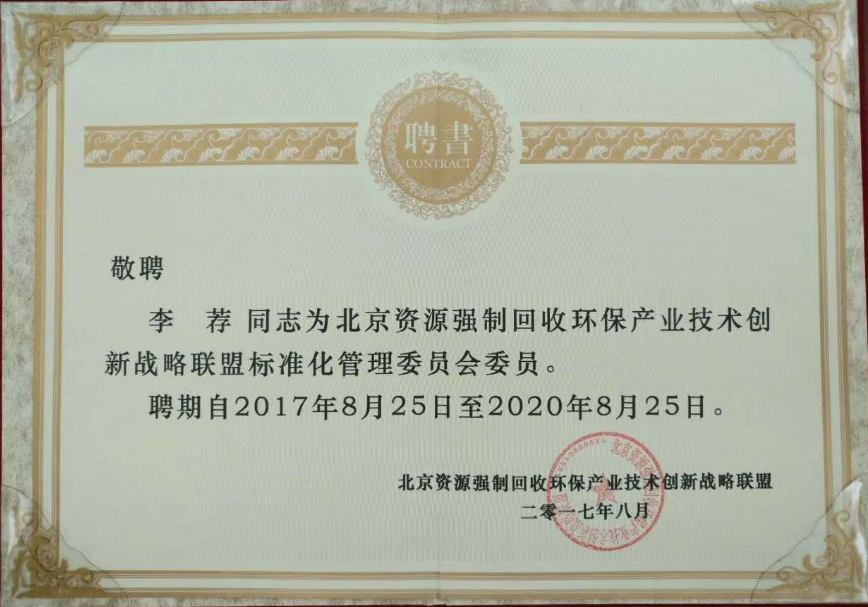 聘書
CONTRACT
敬聘
李 荐 同志为北京资源强制回收环保产业技术创
新战略联盟标准化管理委员会委员。
聘期自2017年8月25日至2020年8月25日。
北京资源强制回收环保产业技术创新战略联盟
二零一七年八月